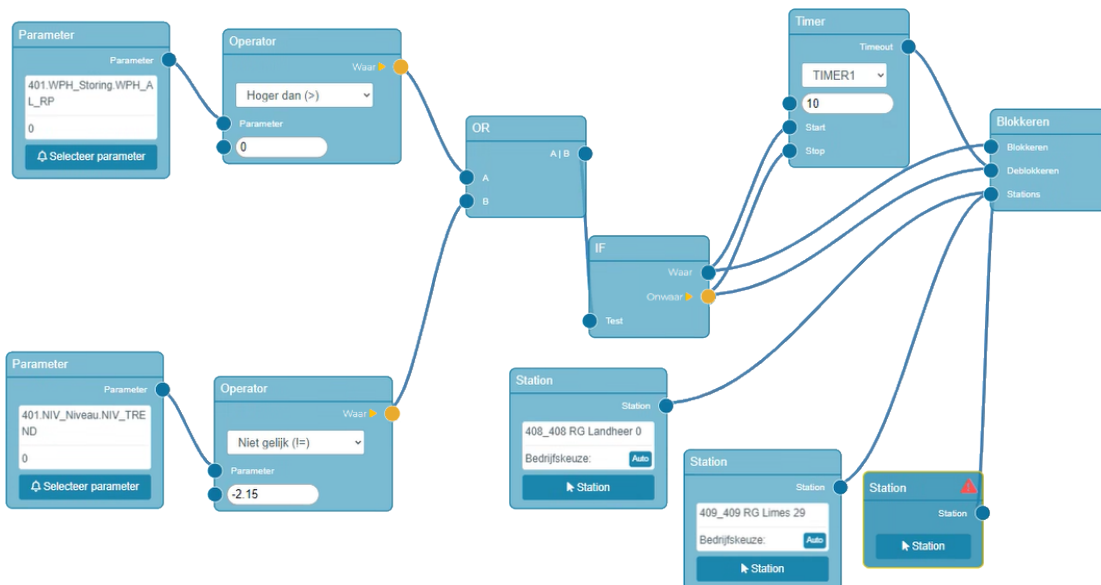 Parameter
Parameter
401.WPH_Storing.WPH_A
L_RP
0
Selecteer parameter
Operator
Waar
Hoger dan (>)
Parameter
0
OR
A | B
A
B
Timer
Timeout
TIMER1
10
Start
Stop
Blokkeren
Blokkeren
Deblokkeren
Stations
IF
Waar
Onwaar
Test
Parameter
Parameter
401.NIV_Niveau.NIV_TRE
ND
0
Selecteer parameter
Operator
Waar
Niet gelijk (!=)
Parameter
-2.15
Station
Station
408_408 RG Landheer 0
Bedrijfskeuze:
Auto
Station
Station
Station
409_409 RG Limes 29
Bedrijfskeuze:
Auto
Station
Station
Station
Station